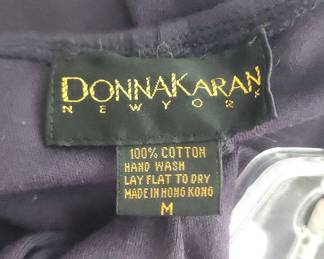 DONNAKARAN
NEW YORK
100% COTTON
HAND WASH
LAY FLAT TO DRY
MADE IN HONG KONG
M